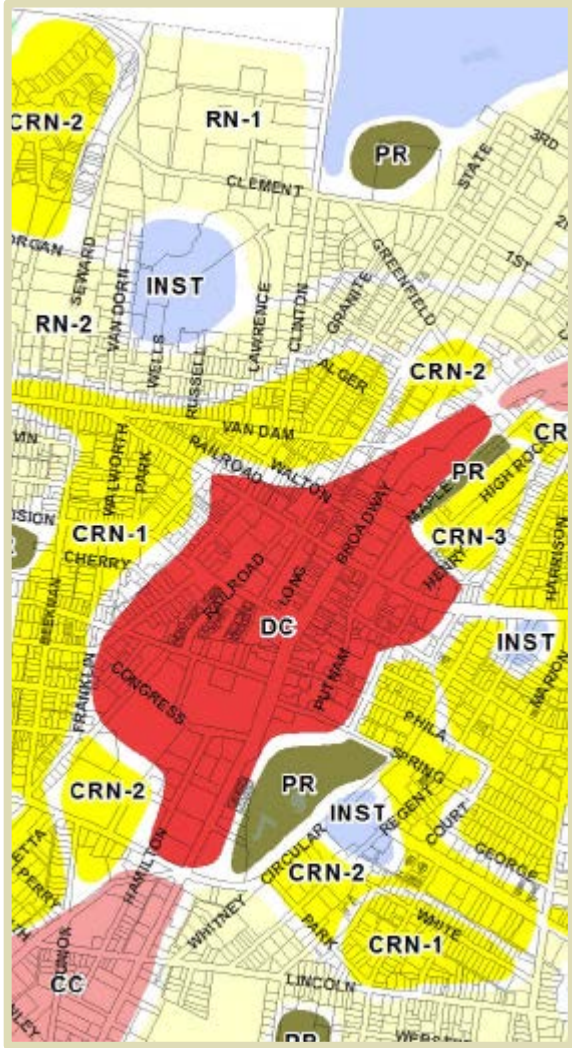 CRN-2
RN-1
PR
3RD
STATE
CLEMENT
1ST
GREENFIELD
SEWARD
VAN DORN
INST
LAWRENCE
CLINTON
GRANITE
RN-2
WELLS
RUSSELL
ALGER
CRN-2
VAN DAM
WALWORTH
PARK
RAILROAD
WALTON
PR
HIGH ROCK
BROADWAY
MAPLE
CRN-1
CRN-3
CHERRY
HENRY
HARRISON
RAILROAD
LONG
BEEKMAN
DC
INST
MARION
FRANKLIN
CONGRESS
PUTNAM
PHILA
SPRING
PR
CRN-2
INST
REGENT
COURT
HAMILTON
CIRCULAR
GEORGE
CRN-2
PERRY
WHITNEY
PARK
WHITE
CRN-1
UNION
CC
LINCOLN